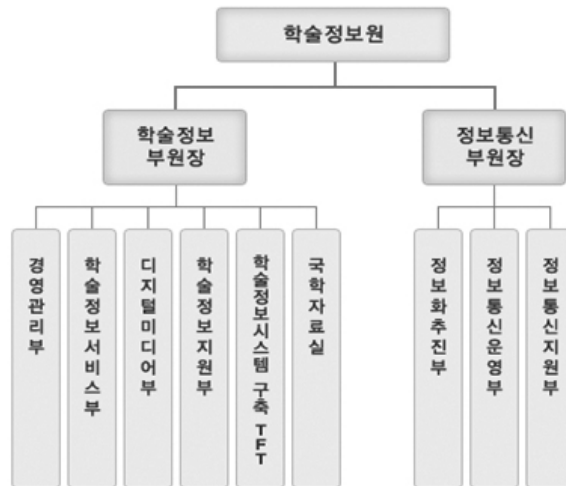 학술정보원
학술정보
부원장
정보통신
부원장
경영관리부
학술정보서비스부
디지털미디어부
학술정보지원부
학술정보시스템 구축 TFT
국학자료실
정보화추진부
정보통신운영부
정보통신지원부